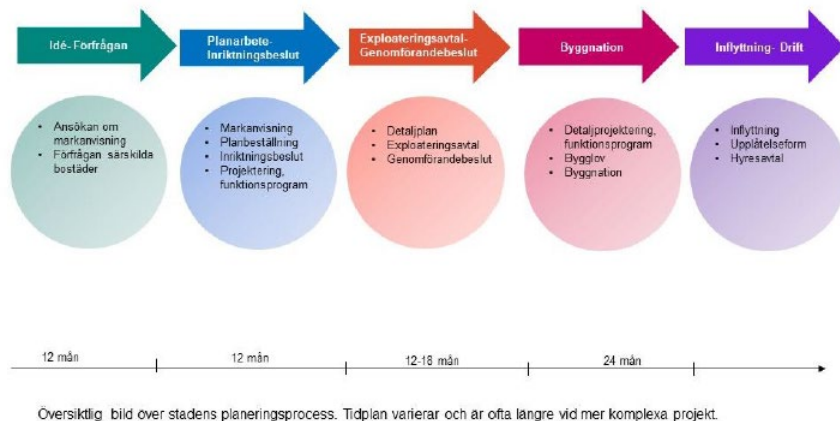 Idé- Förfrågan
Planarbete-
Inriktningsbeslut
Exploateringsavtal-
Genomförandebeslut
Byggnation
Inflyttning- Drift
• Ansökan om
markanvisning
• Förfrågan särskilda
bostäder
• Markanvisning
• Planbeställning
• Inriktningsbeslut
• Projektering,
funktionsprogram
• Detaljplan
• Exploateringsavtal
• Genomförandebeslut
• Detaljprojektering,
funktionsprogram
• Bygglov
• Byggnation
• Inflyttning
• Upplåtelseform
• Hyresavtal
12 mån
12 mån
12-18 mån
24 mån
Översiktlig bild över stadens planeringsprocess. Tidplan varierar och är ofta längre vid mer komplexa projekt.